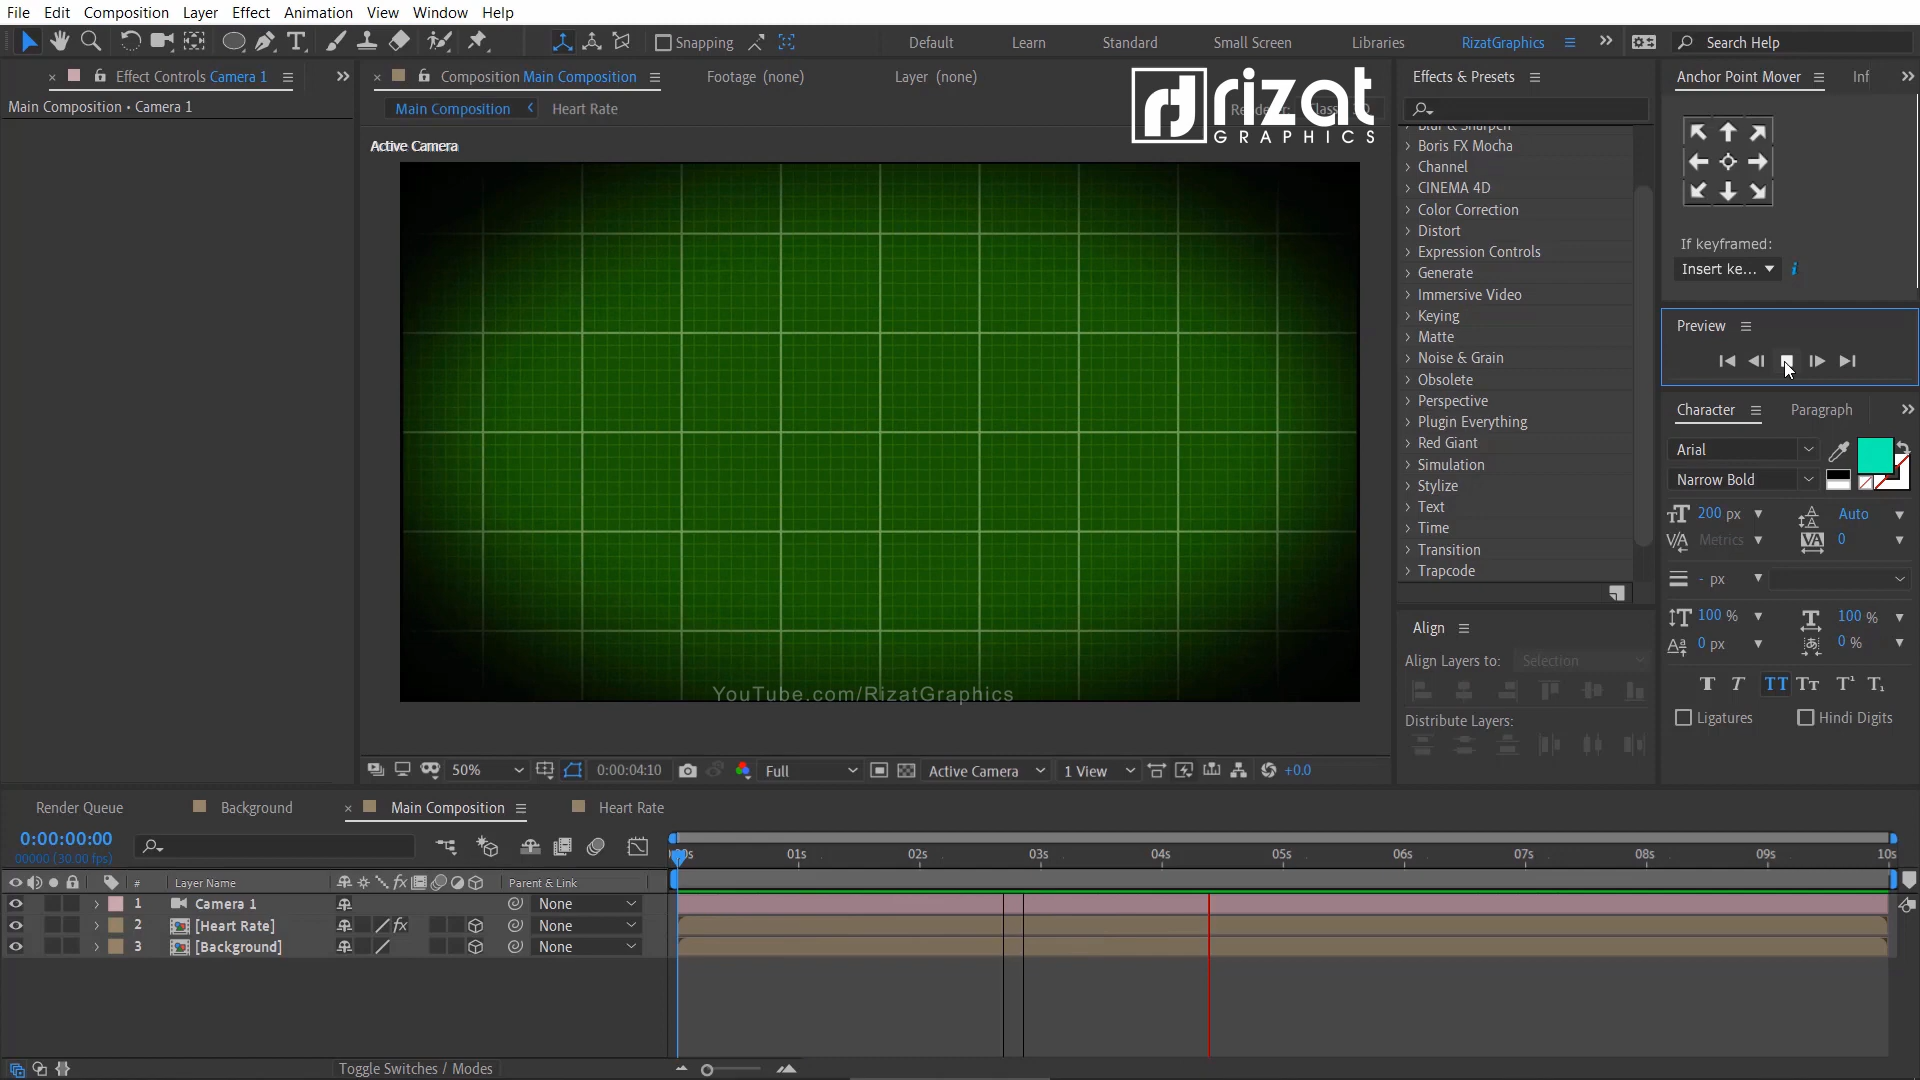 File Edit Composition Layer Effect Animation View Window Help
Snapping
Default Learn Standard Small Screen Libraries RizatGraphics
Search Help
Effect Controls Camera 1
Main Composition • Camera 1
Composition Main Composition
Footage (none)
Layer (none)
Main Composition
Heart Rate
rizat
GRAPHICS
Active Camera
YouTube.com/RizatGraphics
50%
0:00:04:10
Full
Active Camera
1 View
+0.0
Effects & Presets
Boris FX Mocha
Channel
CINEMA 4D
Color Correction
Distort
Expression Controls
Generate
Immersive Video
Keying
Matte
Noise & Grain
Obsolete
Perspective
Plugin Everything
Red Giant
Simulation
Stylize
Text
Time
Transition
Trapcode
Align
Align Layers to: Selection
Distribute Layers:
Anchor Point Mover
Inf
If keyframed:
Insert ke...
Preview
Character
Paragraph
Arial
Narrow Bold
200 px
Auto
Metrics
0
- px
100 %
100 %
0 px
0 %
Ligatures
Hindi Digits
Render Queue
Background
Main Composition
Heart Rate
0:00:00:00
00000 (30.00 fps)
01s 02s 03s 04s 05s 06s 07s 08s 09s 10s
# Layer Name
Parent & Link
1 Camera 1 None
2 [Heart Rate] None
3 [Background] None
Toggle Switches / Modes